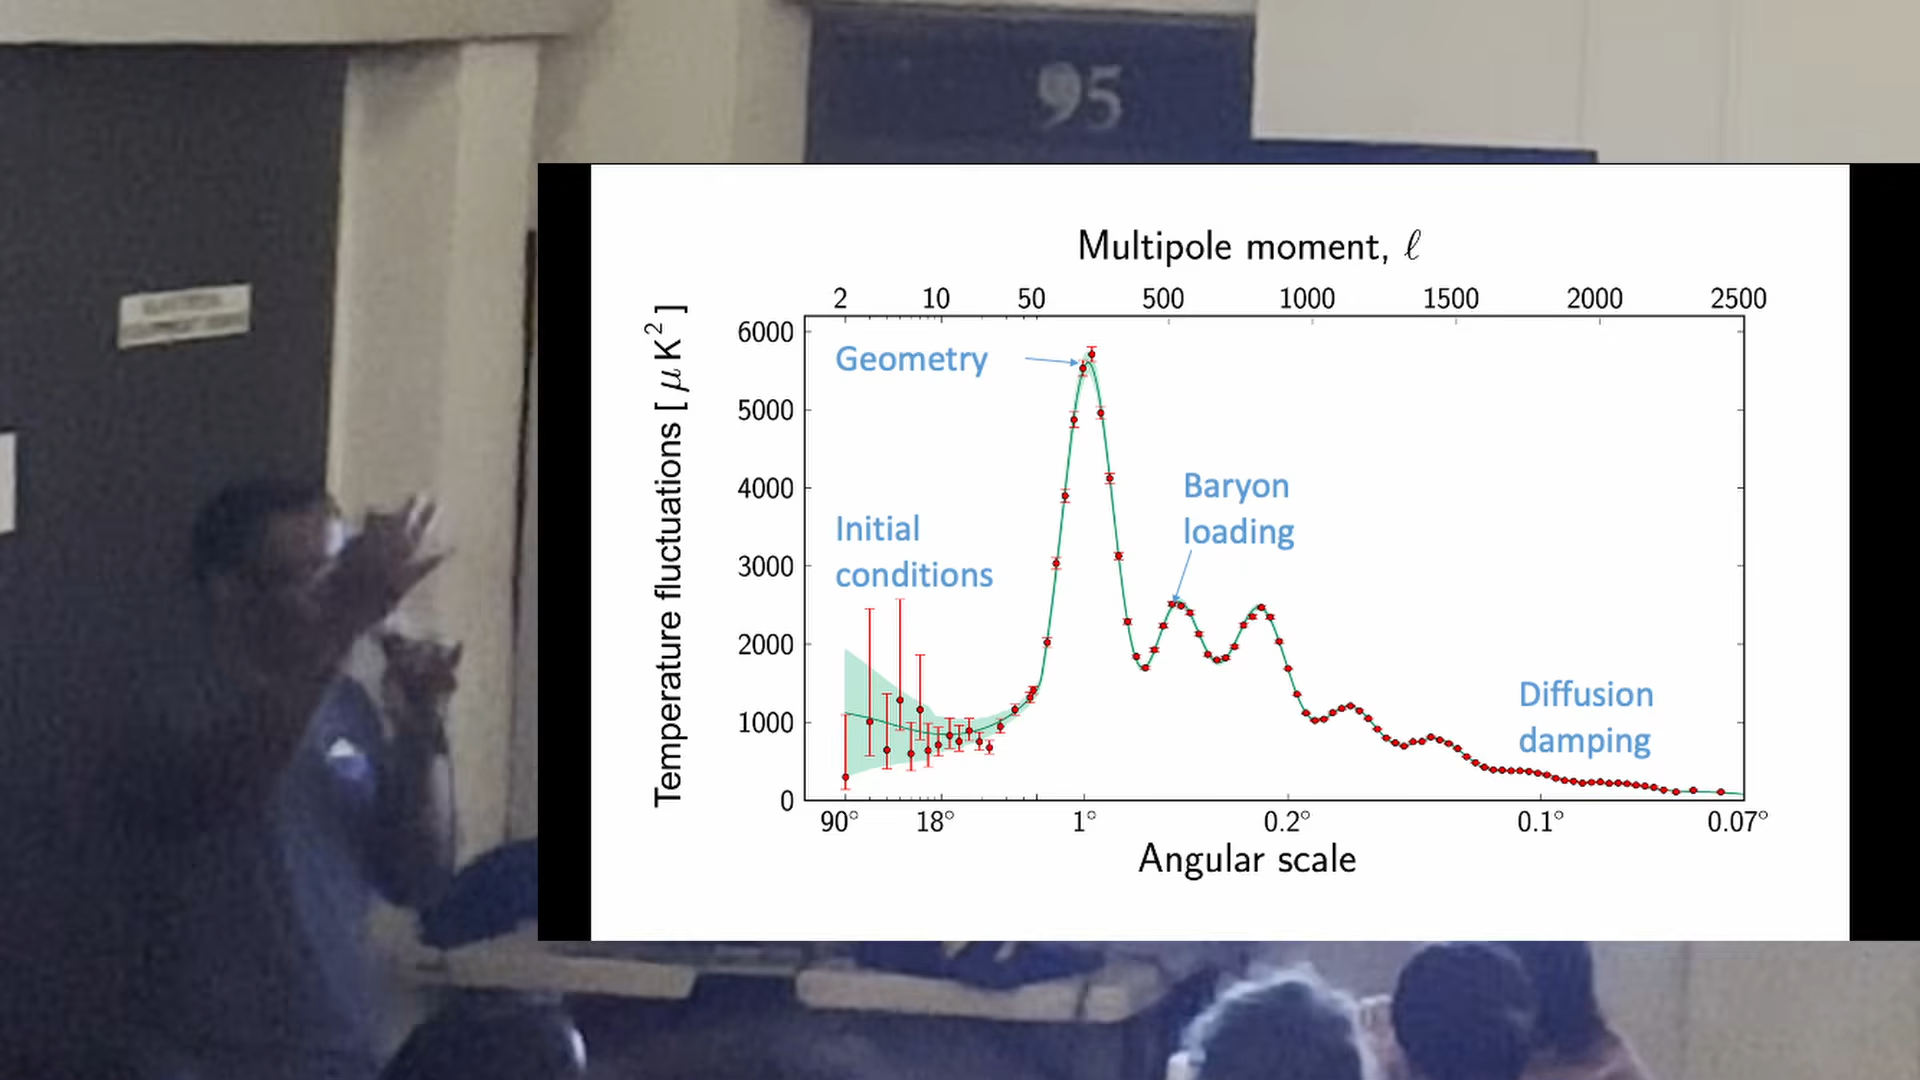 95
Multipole moment, ℓ
2 10 50 500 1000 1500 2000 2500
Temperature fluctuations [ μ K² ]
6000
5000
4000
3000
2000
1000
0
Geometry
Baryon
loading
Initial
conditions
Diffusion
damping
90° 18° 1° 0.2° 0.1° 0.07°
Angular scale